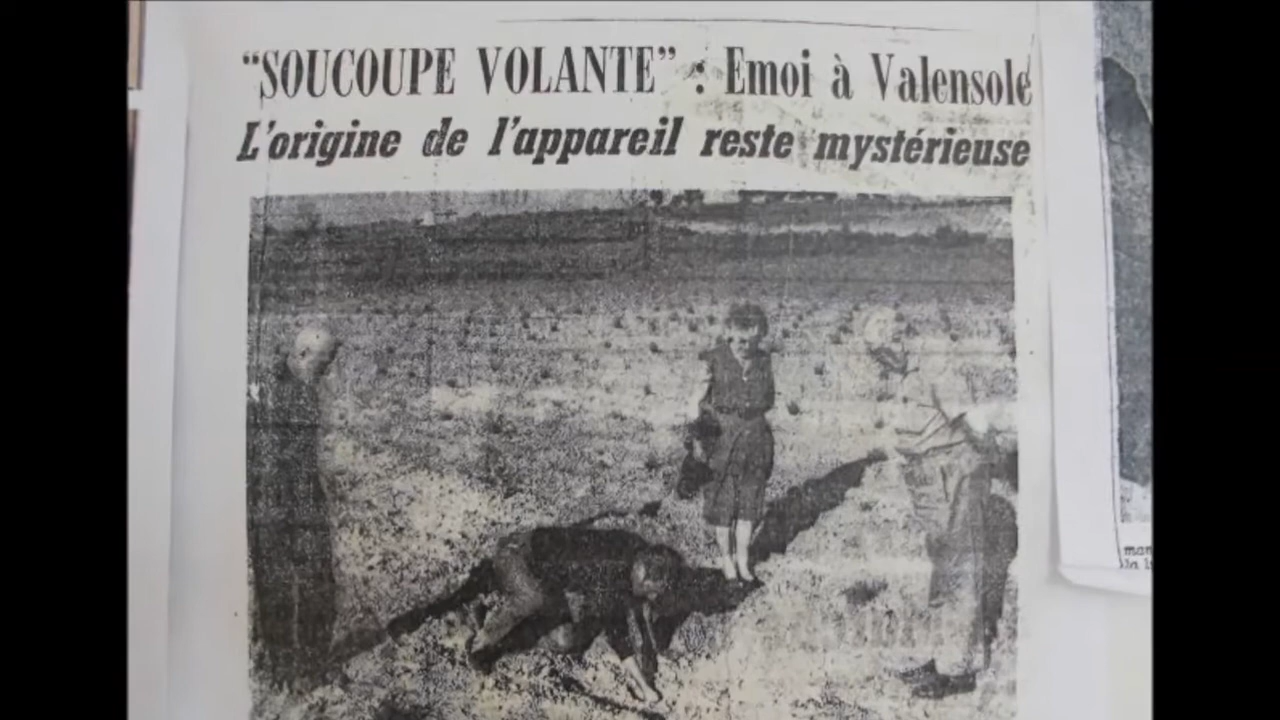 “SOUCOUPE VOLANTE” : Emoi à Valensole
L'origine de l'appareil reste mystérieuse